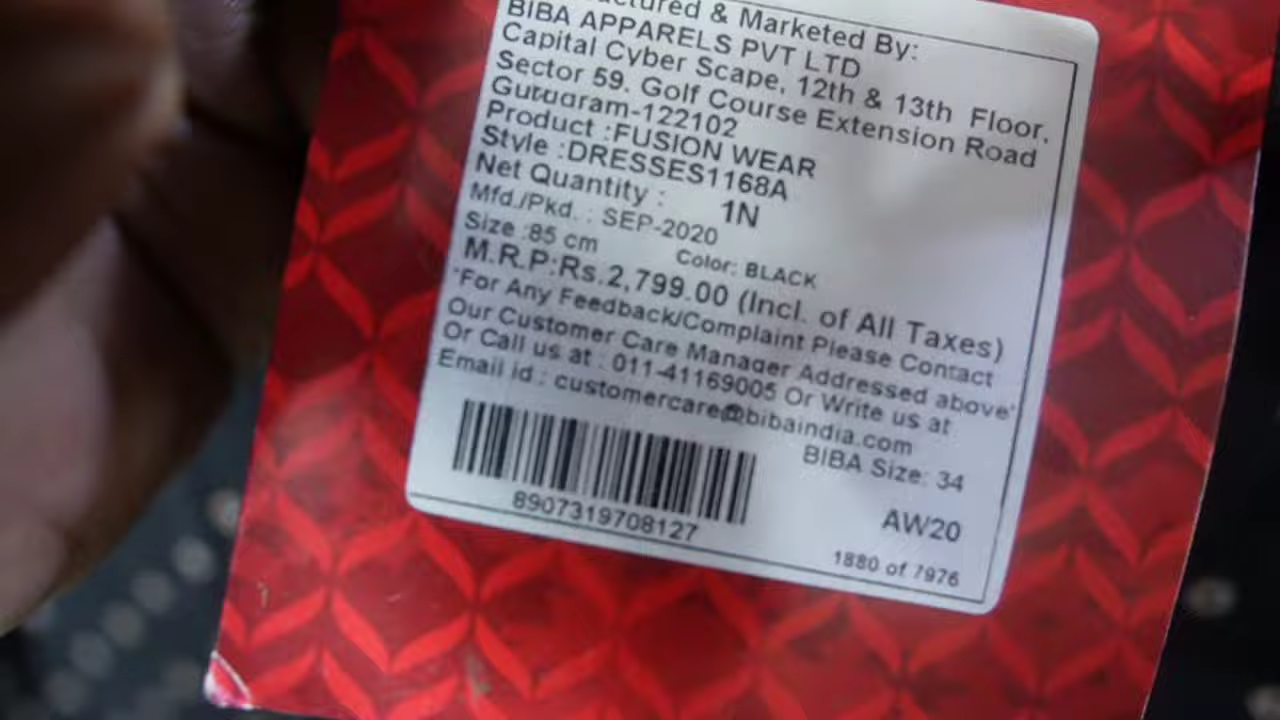 ctured & Marketed By:
BIBA APPARELS PVT LTD
Capital Cyber Scape, 12th & 13th Floor,
Sector 59. Golf Course Extension Road
Gurugram-122102
Product :FUSION WEAR
Style :DRESSES1168A
Net Quantity : 1N
Mfd./Pkd. : SEP-2020
Size :85 cm Color: BLACK
M.R.P:Rs.2,799.00 (Incl. of All Taxes)
'For Any Feedback/Complaint Please Contact
Our Customer Care Manager Addressed above'
Or Call us at : 011-41169005 Or Write us at
Email id : customercare@bibaindia.com
BIBA Size: 34
8907319708127
AW20
1880 of 7976